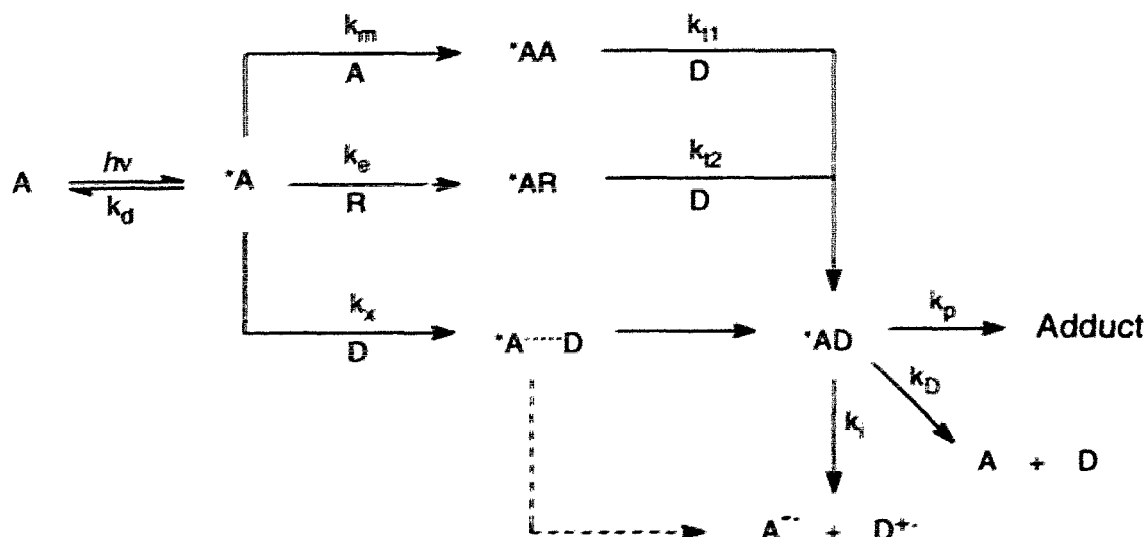 k_m *AA k_t1
A D
A hν *A k_e *AR k_t2
k_d R D
k_x *A----D *AD k_p Adduct
D k_D
k_i A + D
A⁻· + D⁺·